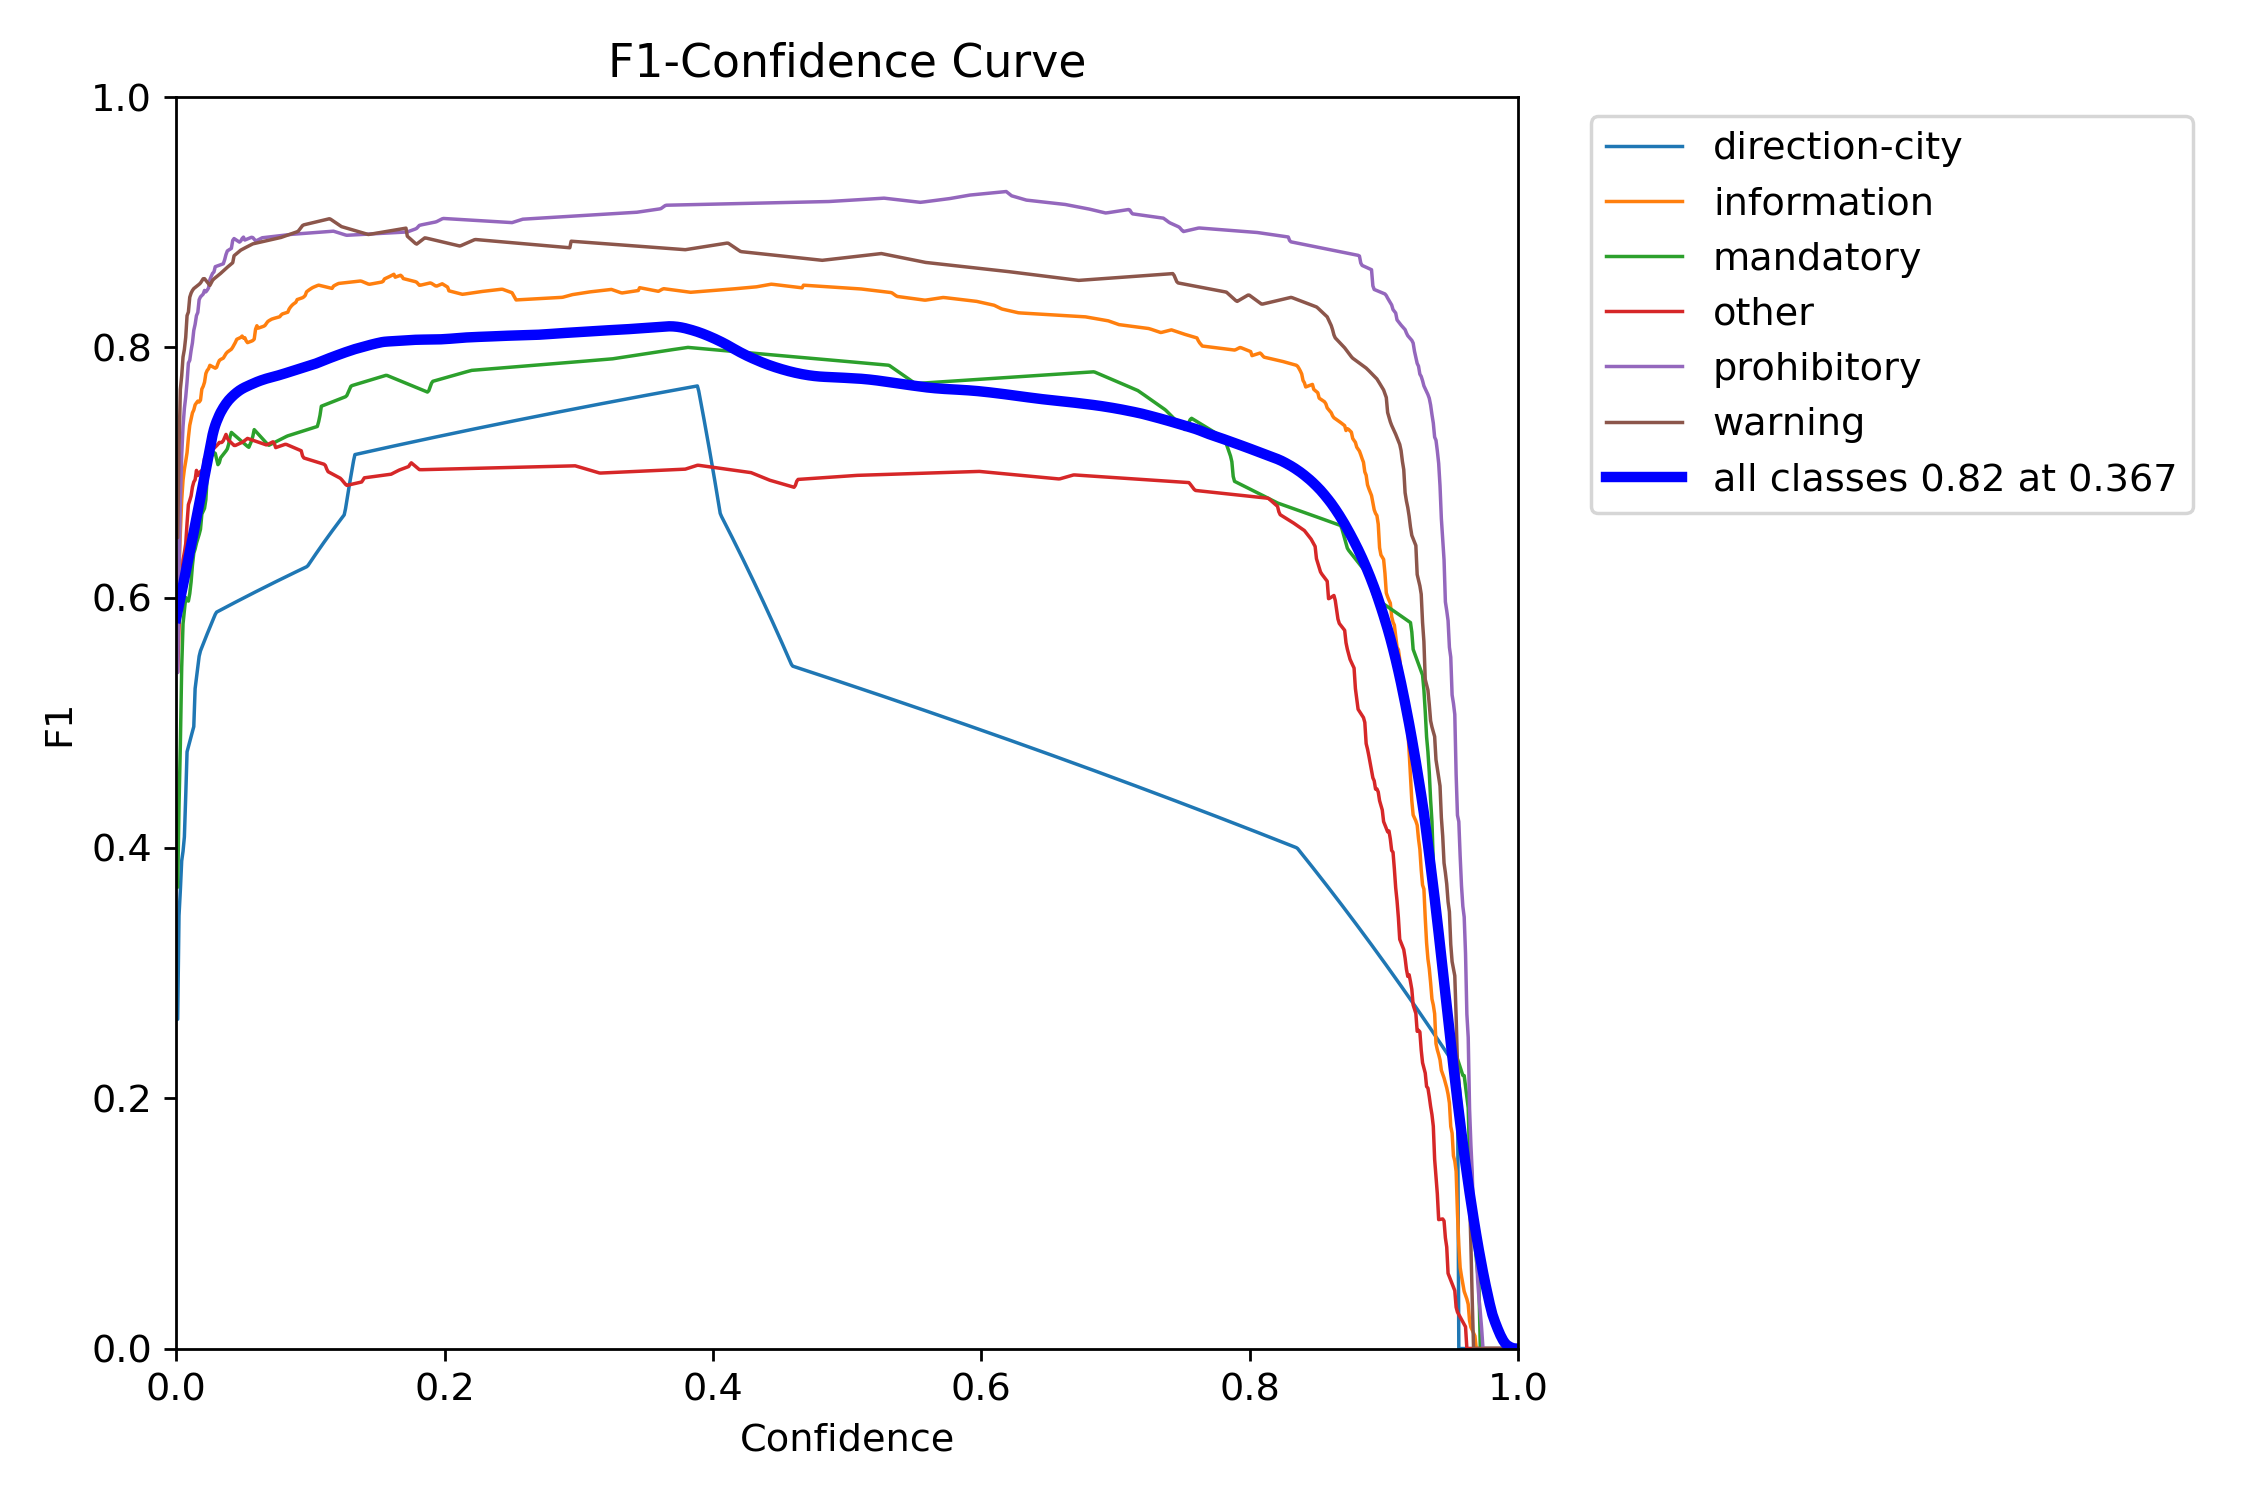 F1-Confidence Curve
1.0
0.8
0.6
0.4
0.2
0.0
F1
0.0 0.2 0.4 0.6 0.8 1.0
Confidence
direction-city
information
mandatory
other
prohibitory
warning
all classes 0.82 at 0.367